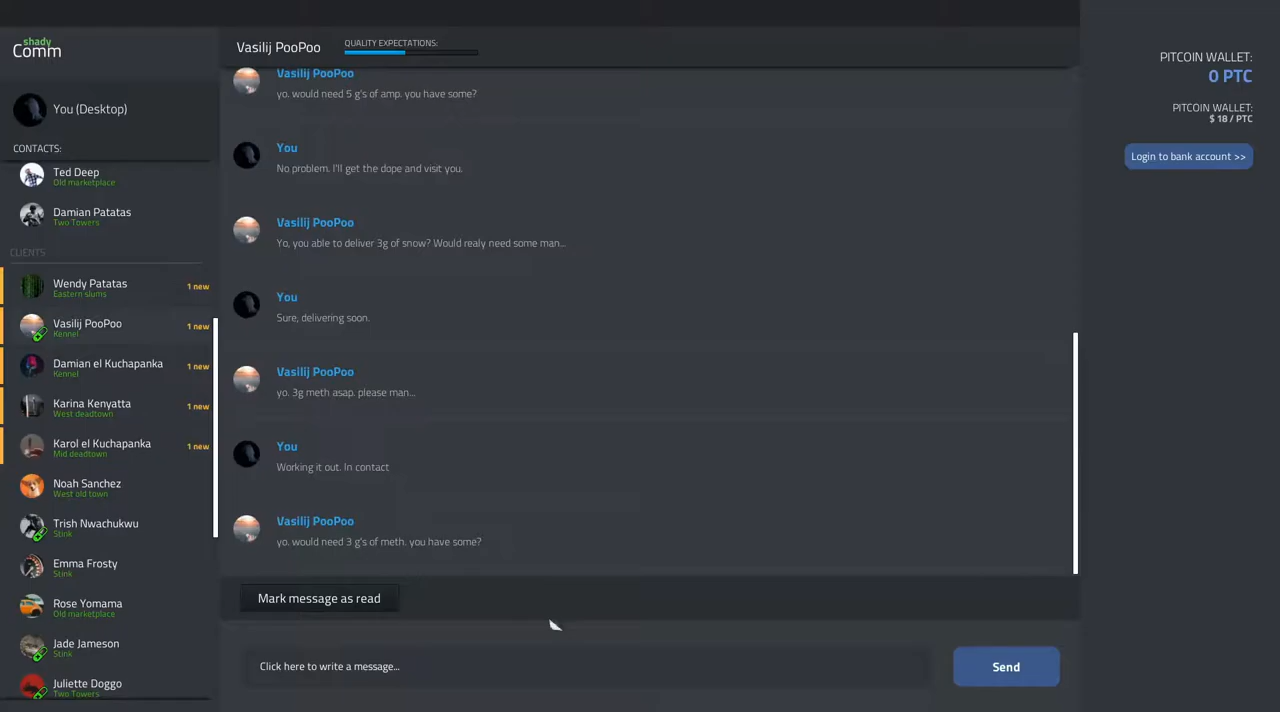 shady
Comm
You (Desktop)
CONTACTS:
Ted Deep
Old marketplace
Damian Patatas
Two Towers
CLIENTS
Wendy Patatas
Eastern slums
1 new
Vasilij PooPoo
Kennel
1 new
Damian el Kuchapanka
Kennel
1 new
Karina Kenyatta
West deadtown
1 new
Karol el Kuchapanka
Mid deadtown
1 new
Noah Sanchez
West old town
Trish Nwachukwu
Stink
Emma Frosty
Stink
Rose Yomama
Old marketplace
Jade Jameson
Stink
Juliette Doggo
Two Towers
Vasilij PooPoo
QUALITY EXPECTATIONS:
Vasilij PooPoo
yo. would need 5 g's of amp. you have some?
You
No problem. I'll get the dope and visit you.
Vasilij PooPoo
Yo, you able to deliver 3g of snow? Would realy need some man...
You
Sure, delivering soon.
Vasilij PooPoo
yo. 3g meth asap. please man...
You
Working it out. In contact
Vasilij PooPoo
yo. would need 3 g's of meth. you have some?
Mark message as read
Click here to write a message...
Send
PITCOIN WALLET:
0 PTC
PITCOIN WALLET:
$ 18 / PTC
Login to bank account >>